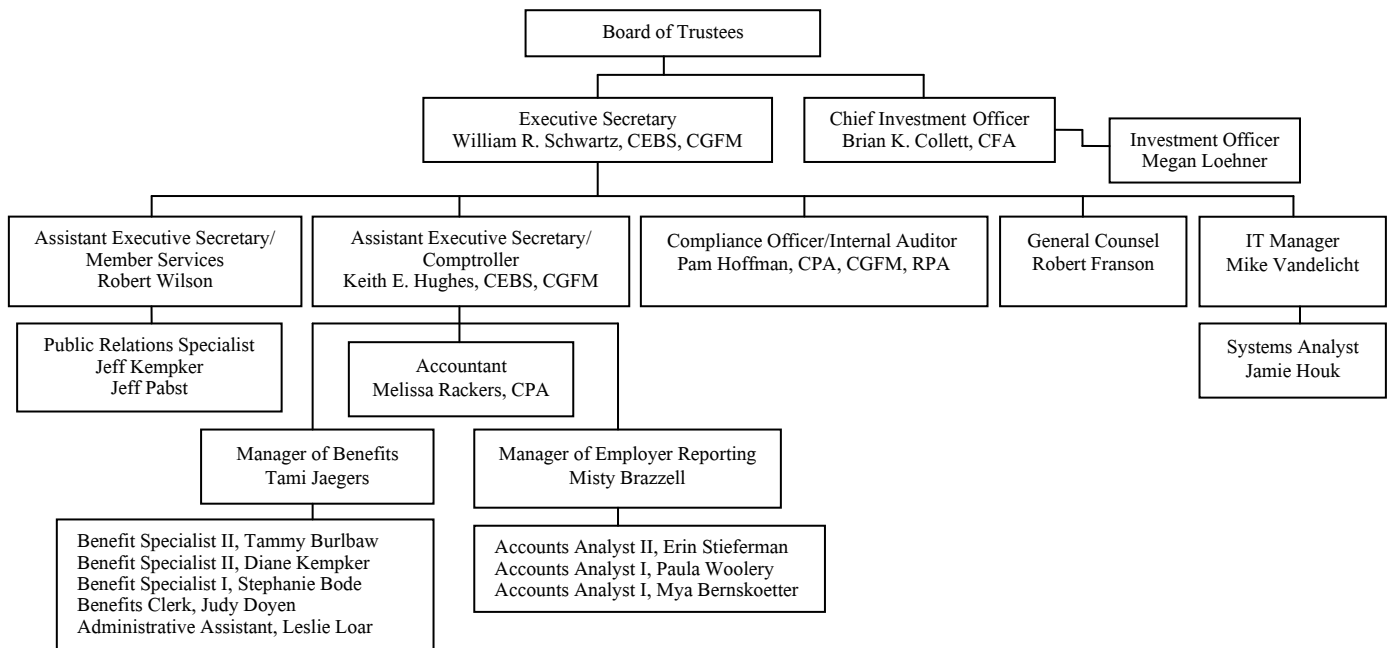 Board of Trustees
Executive Secretary
William R. Schwartz, CEBS, CGFM
Chief Investment Officer
Brian K. Collett, CFA
Investment Officer
Megan Loehner
Assistant Executive Secretary/
Member Services
Robert Wilson
Assistant Executive Secretary/
Comptroller
Keith E. Hughes, CEBS, CGFM
Compliance Officer/Internal Auditor
Pam Hoffman, CPA, CGFM, RPA
General Counsel
Robert Franson
IT Manager
Mike Vandelicht
Public Relations Specialist
Jeff Kempker
Jeff Pabst
Accountant
Melissa Rackers, CPA
Systems Analyst
Jamie Houk
Manager of Benefits
Tami Jaegers
Manager of Employer Reporting
Misty Brazzell
Benefit Specialist II, Tammy Burlbaw
Benefit Specialist II, Diane Kempker
Benefit Specialist I, Stephanie Bode
Benefits Clerk, Judy Doyen
Administrative Assistant, Leslie Loar
Accounts Analyst II, Erin Stieferman
Accounts Analyst I, Paula Woolery
Accounts Analyst I, Mya Bernskoetter